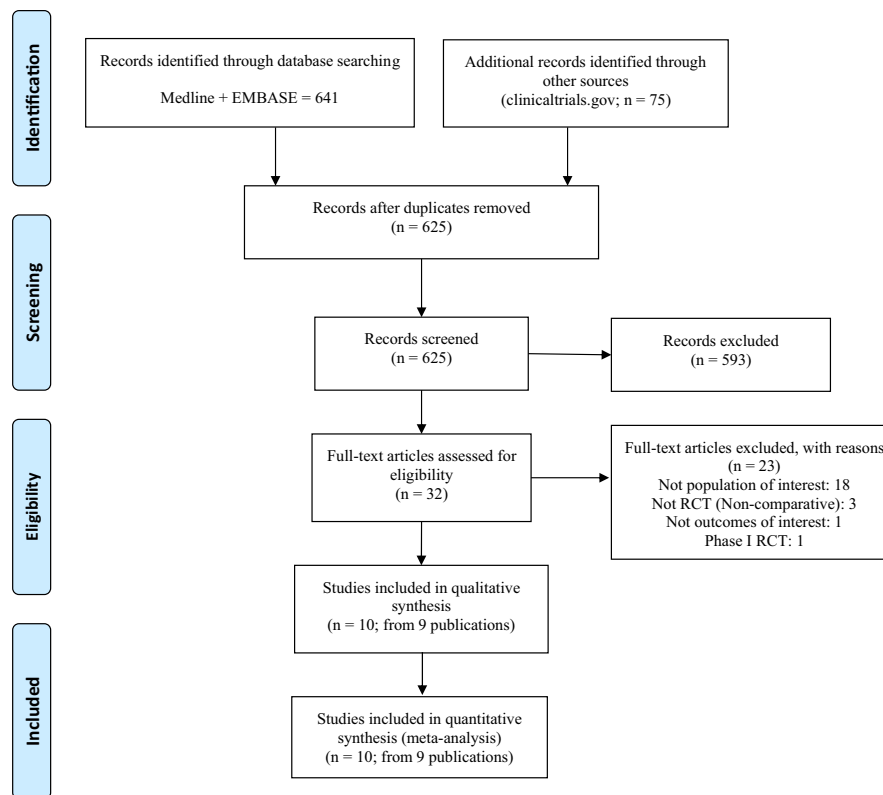 Identification
Records identified through database searching
Medline + EMBASE = 641
Additional records identified through
other sources
(clinicaltrials.gov; n = 75)
Records after duplicates removed
(n = 625)
Screening
Records screened
(n = 625)
Records excluded
(n = 593)
Eligibility
Full-text articles assessed for
eligibility
(n = 32)
Full-text articles excluded, with reasons
(n = 23)
Not population of interest: 18
Not RCT (Non-comparative): 3
Not outcomes of interest: 1
Phase I RCT: 1
Studies included in qualitative
synthesis
(n = 10; from 9 publications)
Included
Studies included in quantitative
synthesis (meta-analysis)
(n = 10; from 9 publications)